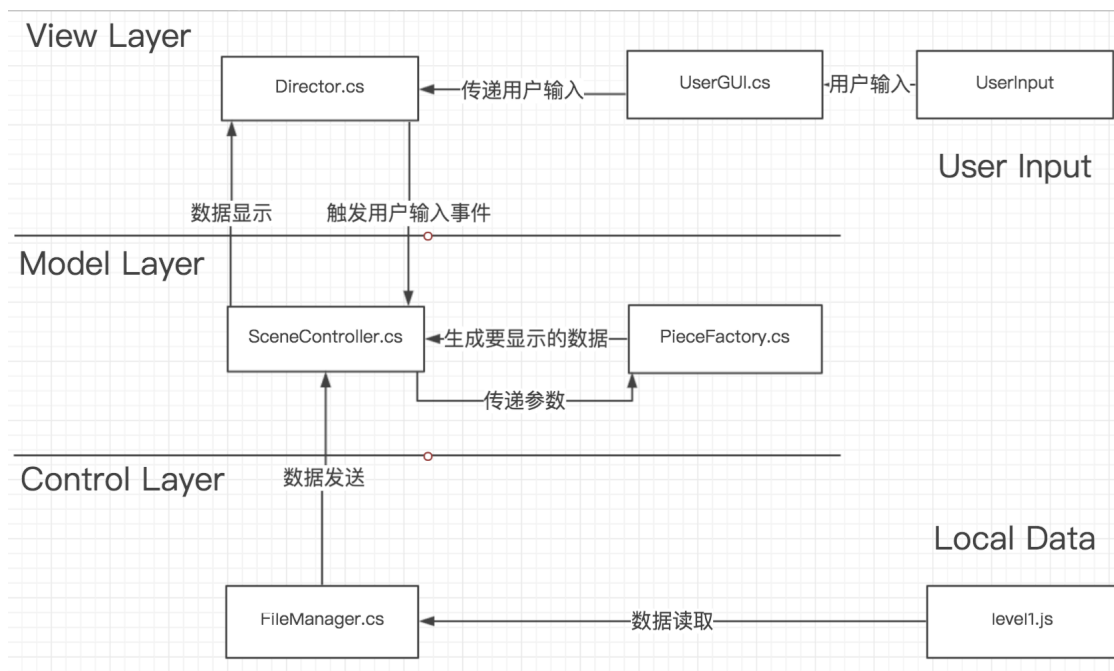 View Layer
Director.cs
传递用户输入
UserGUI.cs
用户输入
UserInput
User Input
数据显示
触发用户输入事件
Model Layer
SceneController.cs
生成要显示的数据
PieceFactory.cs
传递参数
Control Layer
数据发送
Local Data
FileManager.cs
数据读取
level1.js